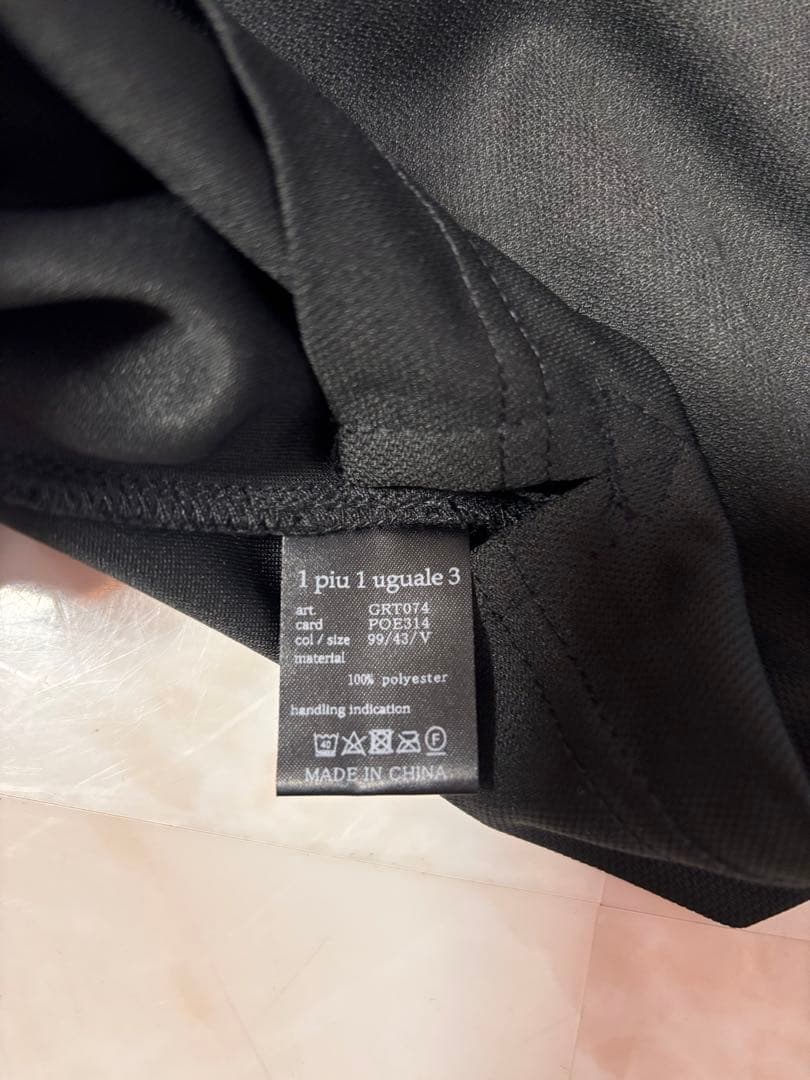 1 piu 1 uguale 3
art. GRT074
card POE314
col / size 99/43/V
material
100% polyester
handling indication
40 F
MADE IN CHINA